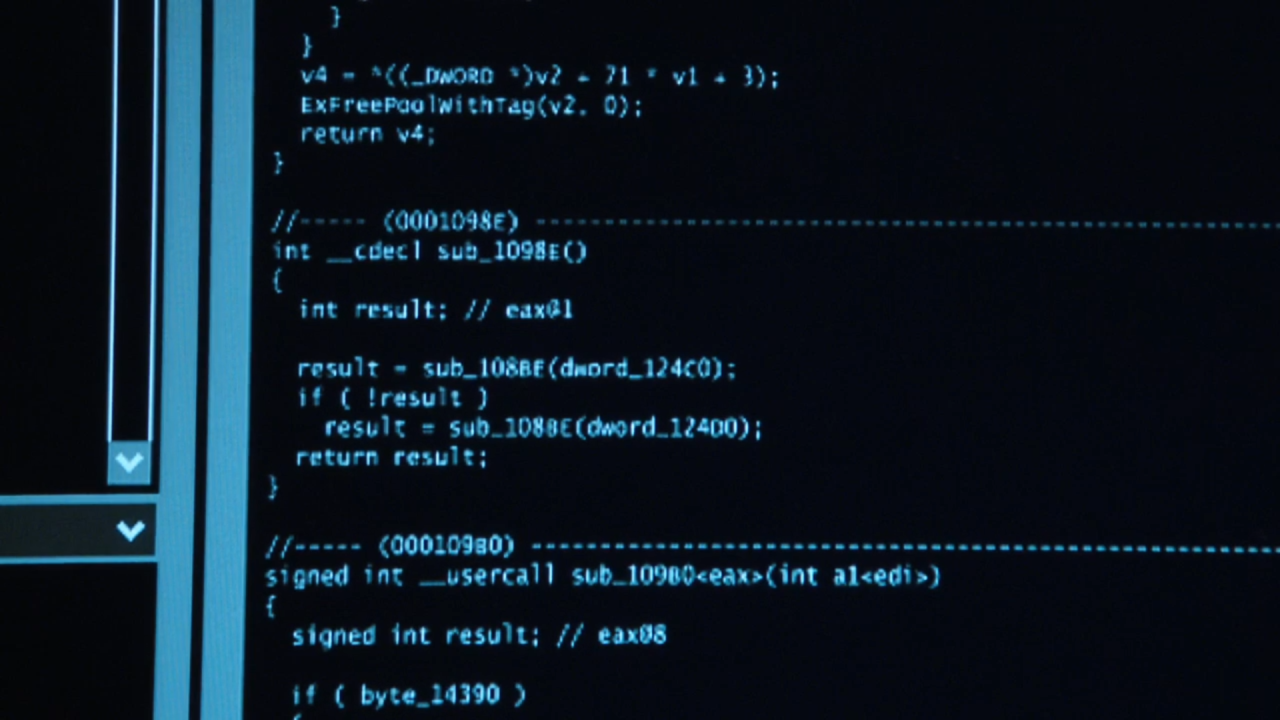 }
}
v4 = *((_DWORD *)v2 + 71 * v1 + 3);
ExFreePoolWithTag(v2, 0);
return v4;
}
//----- (0001098E) --------------------------------------------------------
int __cdecl sub_1098E()
{
int result; // eax@1
result = sub_108BE(dword_124C0);
if ( !result )
result = sub_108BE(dword_124D0);
return result;
}
//----- (000109B0) --------------------------------------------------------
signed int __usercall sub_109B0<eax>(int a1<edi>)
{
signed int result; // eax@8
if ( byte_14390 )